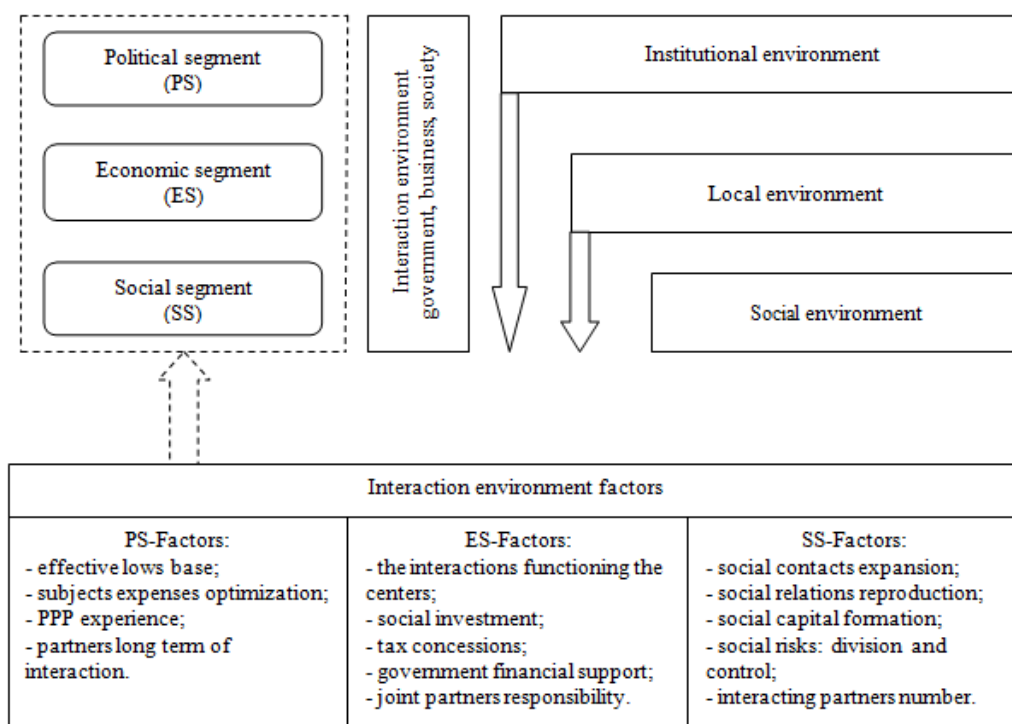 Political segment
(PS)
Economic segment
(ES)
Social segment
(SS)
Interaction environment
government, business, society
Institutional environment
Local environment
Social environment
Interaction environment factors
PS-Factors:
- effective lows base;
- subjects expenses optimization;
- PPP experience;
- partners long term of
interaction.
ES-Factors:
- the interactions functioning the
centers;
- social investment;
- tax concessions;
- government financial support;
- joint partners responsibility.
SS-Factors:
- social contacts expansion;
- social relations reproduction;
- social capital formation;
- social risks: division and
control;
- interacting partners number.